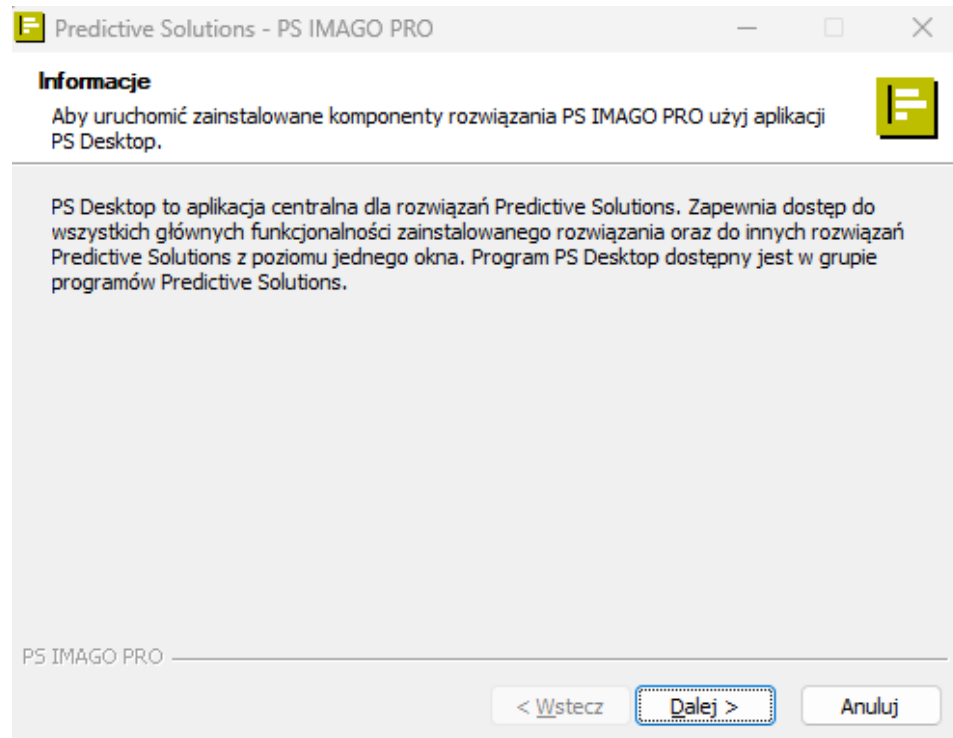 Predictive Solutions - PS IMAGO PRO
Informacje
Aby uruchomić zainstalowane komponenty rozwiązania PS IMAGO PRO użyj aplikacji
PS Desktop.
PS Desktop to aplikacja centralna dla rozwiązań Predictive Solutions. Zapewnia dostęp do
wszystkich głównych funkcjonalności zainstalowanego rozwiązania oraz do innych rozwiązań
Predictive Solutions z poziomu jednego okna. Program PS Desktop dostępny jest w grupie
programów Predictive Solutions.
PS IMAGO PRO
< Wstecz Dalej > Anuluj